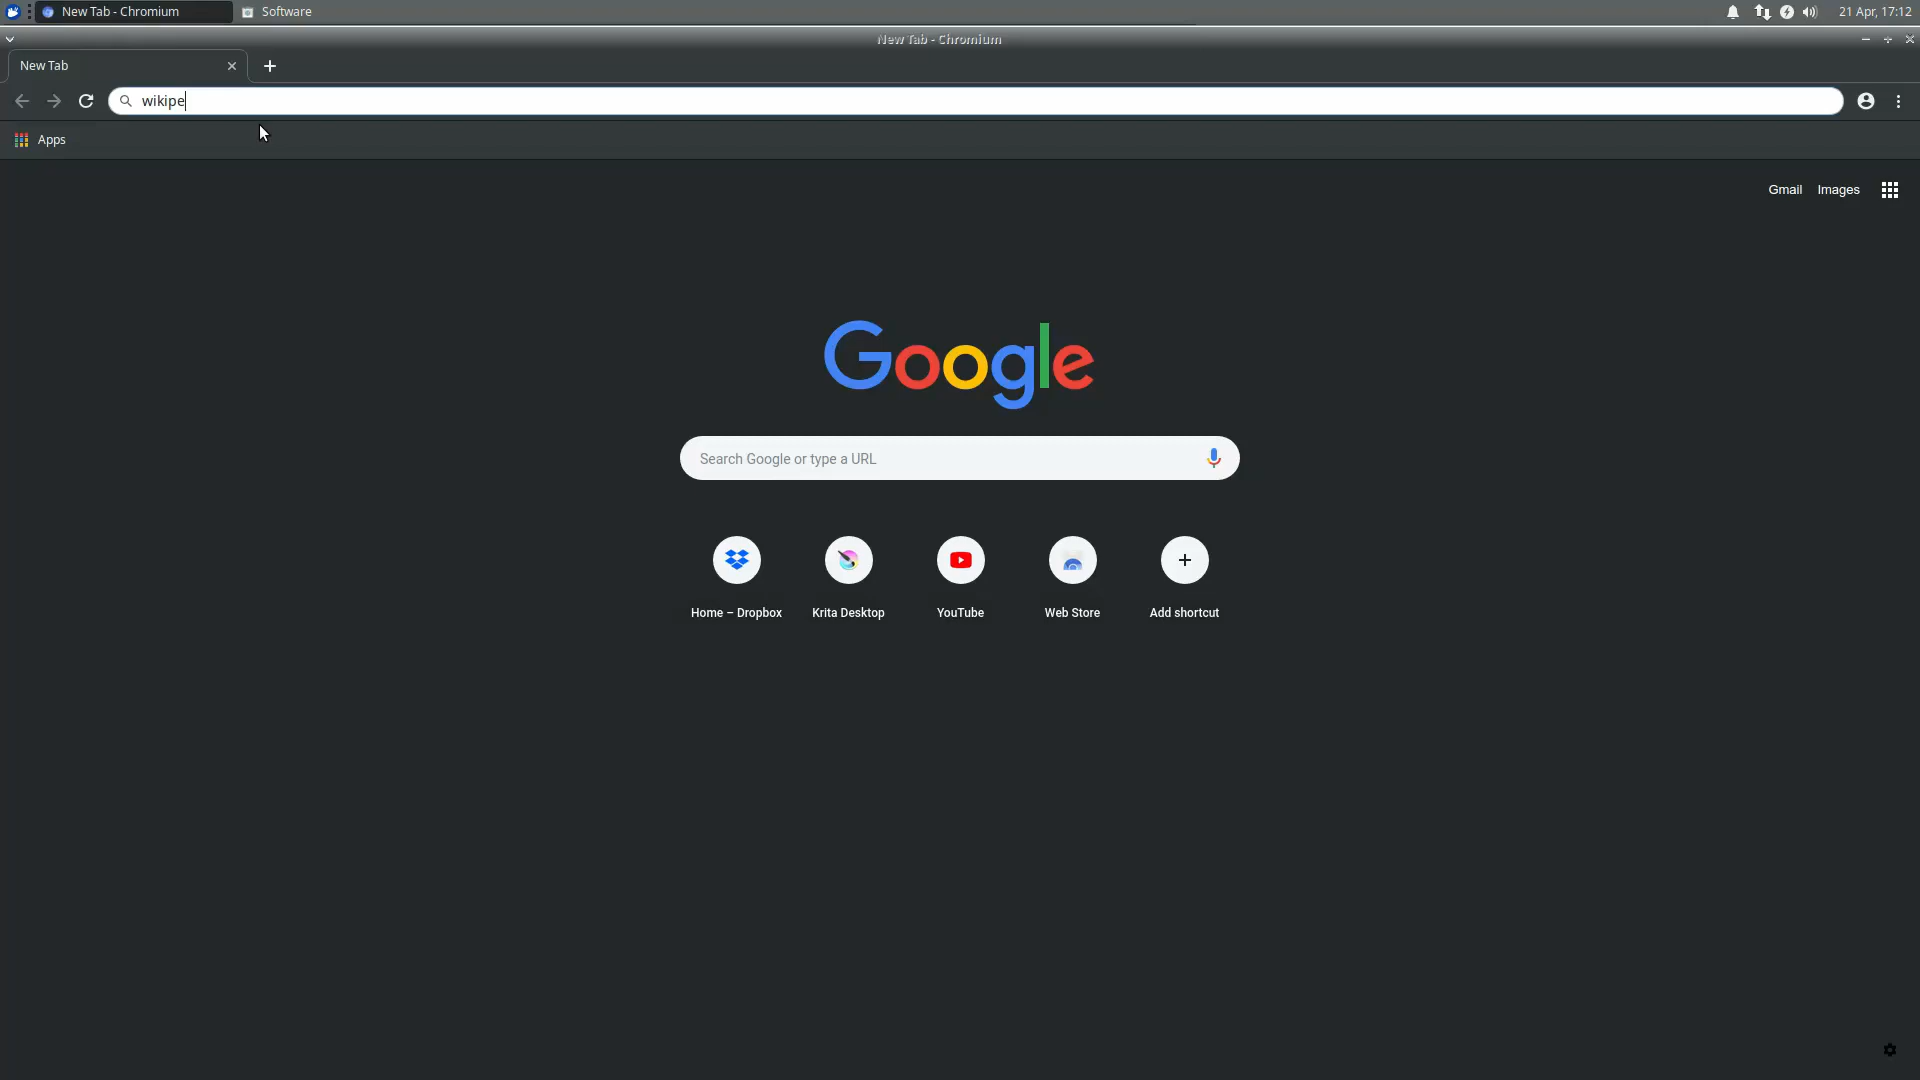 New Tab - Chromium
Software
21 Apr, 17:12
New Tab - Chromium
New Tab
wikipe
Apps
Gmail
Images
Google
Search Google or type a URL
Home – Dropbox
Krita Desktop
YouTube
Web Store
Add shortcut